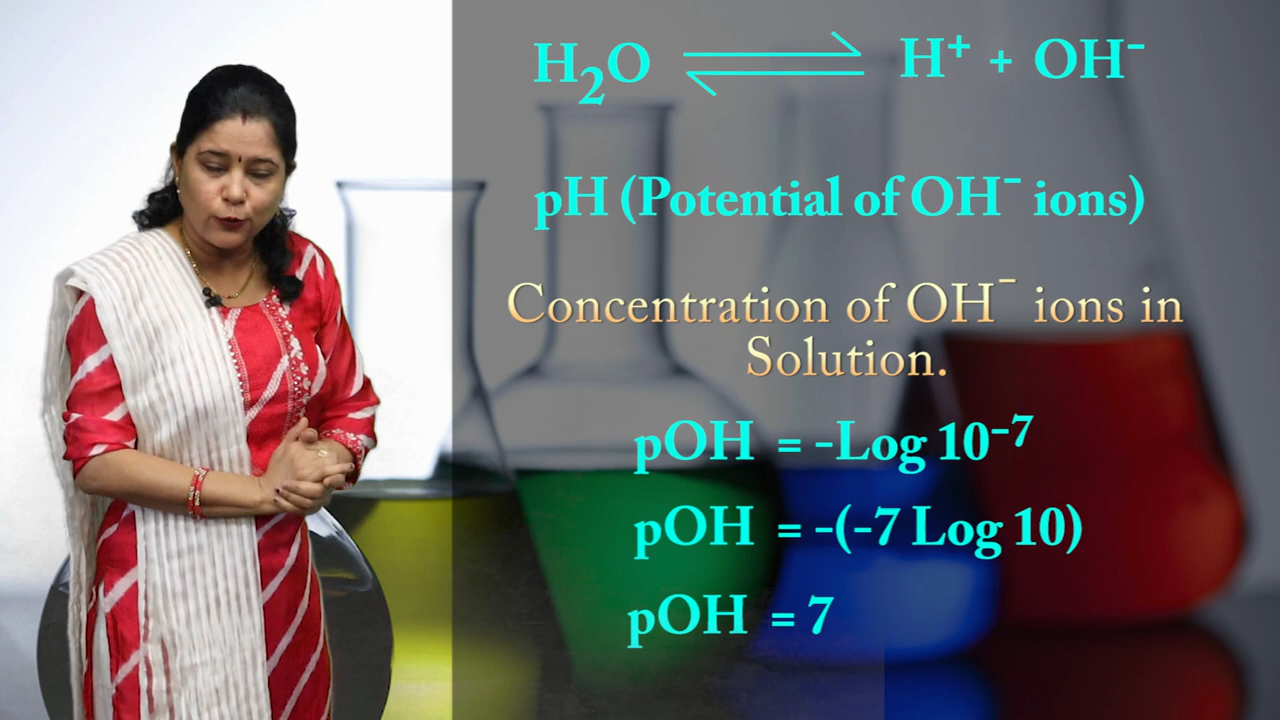 H₂O ⇌ H⁺ + OH⁻
pH (Potential of OH⁻ ions)
Concentration of OH⁻ ions in
Solution.
pOH = -Log 10⁻⁷
pOH = -(-7 Log 10)
pOH = 7